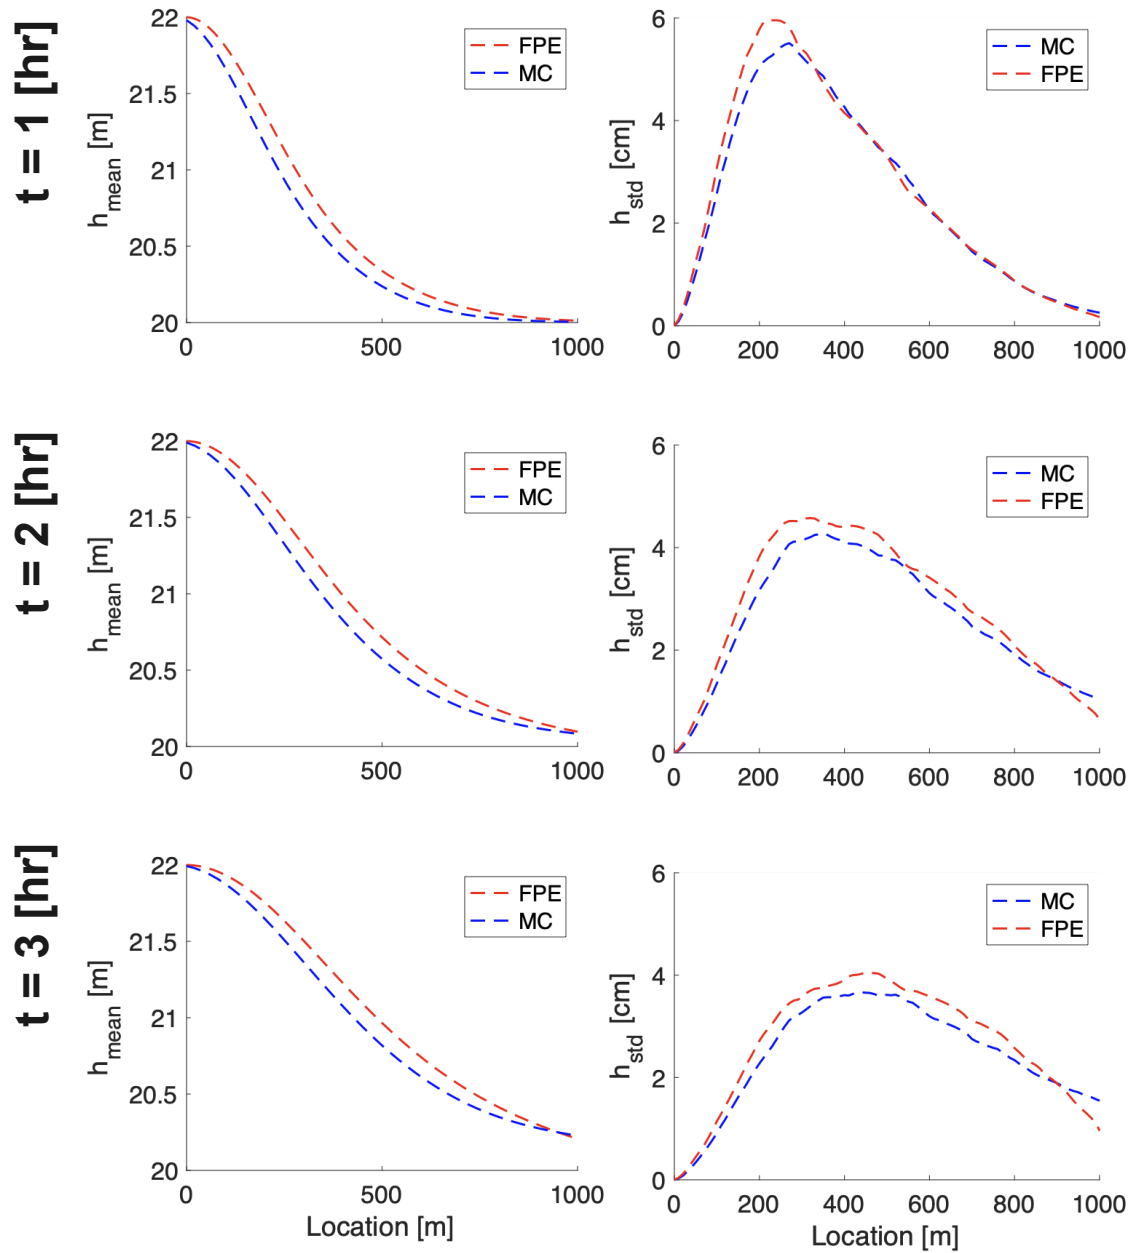 t = 1 [hr]
22
21.5
21
20.5
20
h_mean [m]
FPE
MC
0
500
1000
6
4
2
0
h_std [cm]
MC
FPE
0
200
400
600
800
1000
t = 2 [hr]
22
21.5
21
20.5
20
h_mean [m]
FPE
MC
0
500
1000
6
4
2
0
h_std [cm]
MC
FPE
0
200
400
600
800
1000
t = 3 [hr]
22
21.5
21
20.5
20
h_mean [m]
FPE
MC
0
500
1000
Location [m]
6
4
2
0
h_std [cm]
MC
FPE
0
200
400
600
800
1000
Location [m]